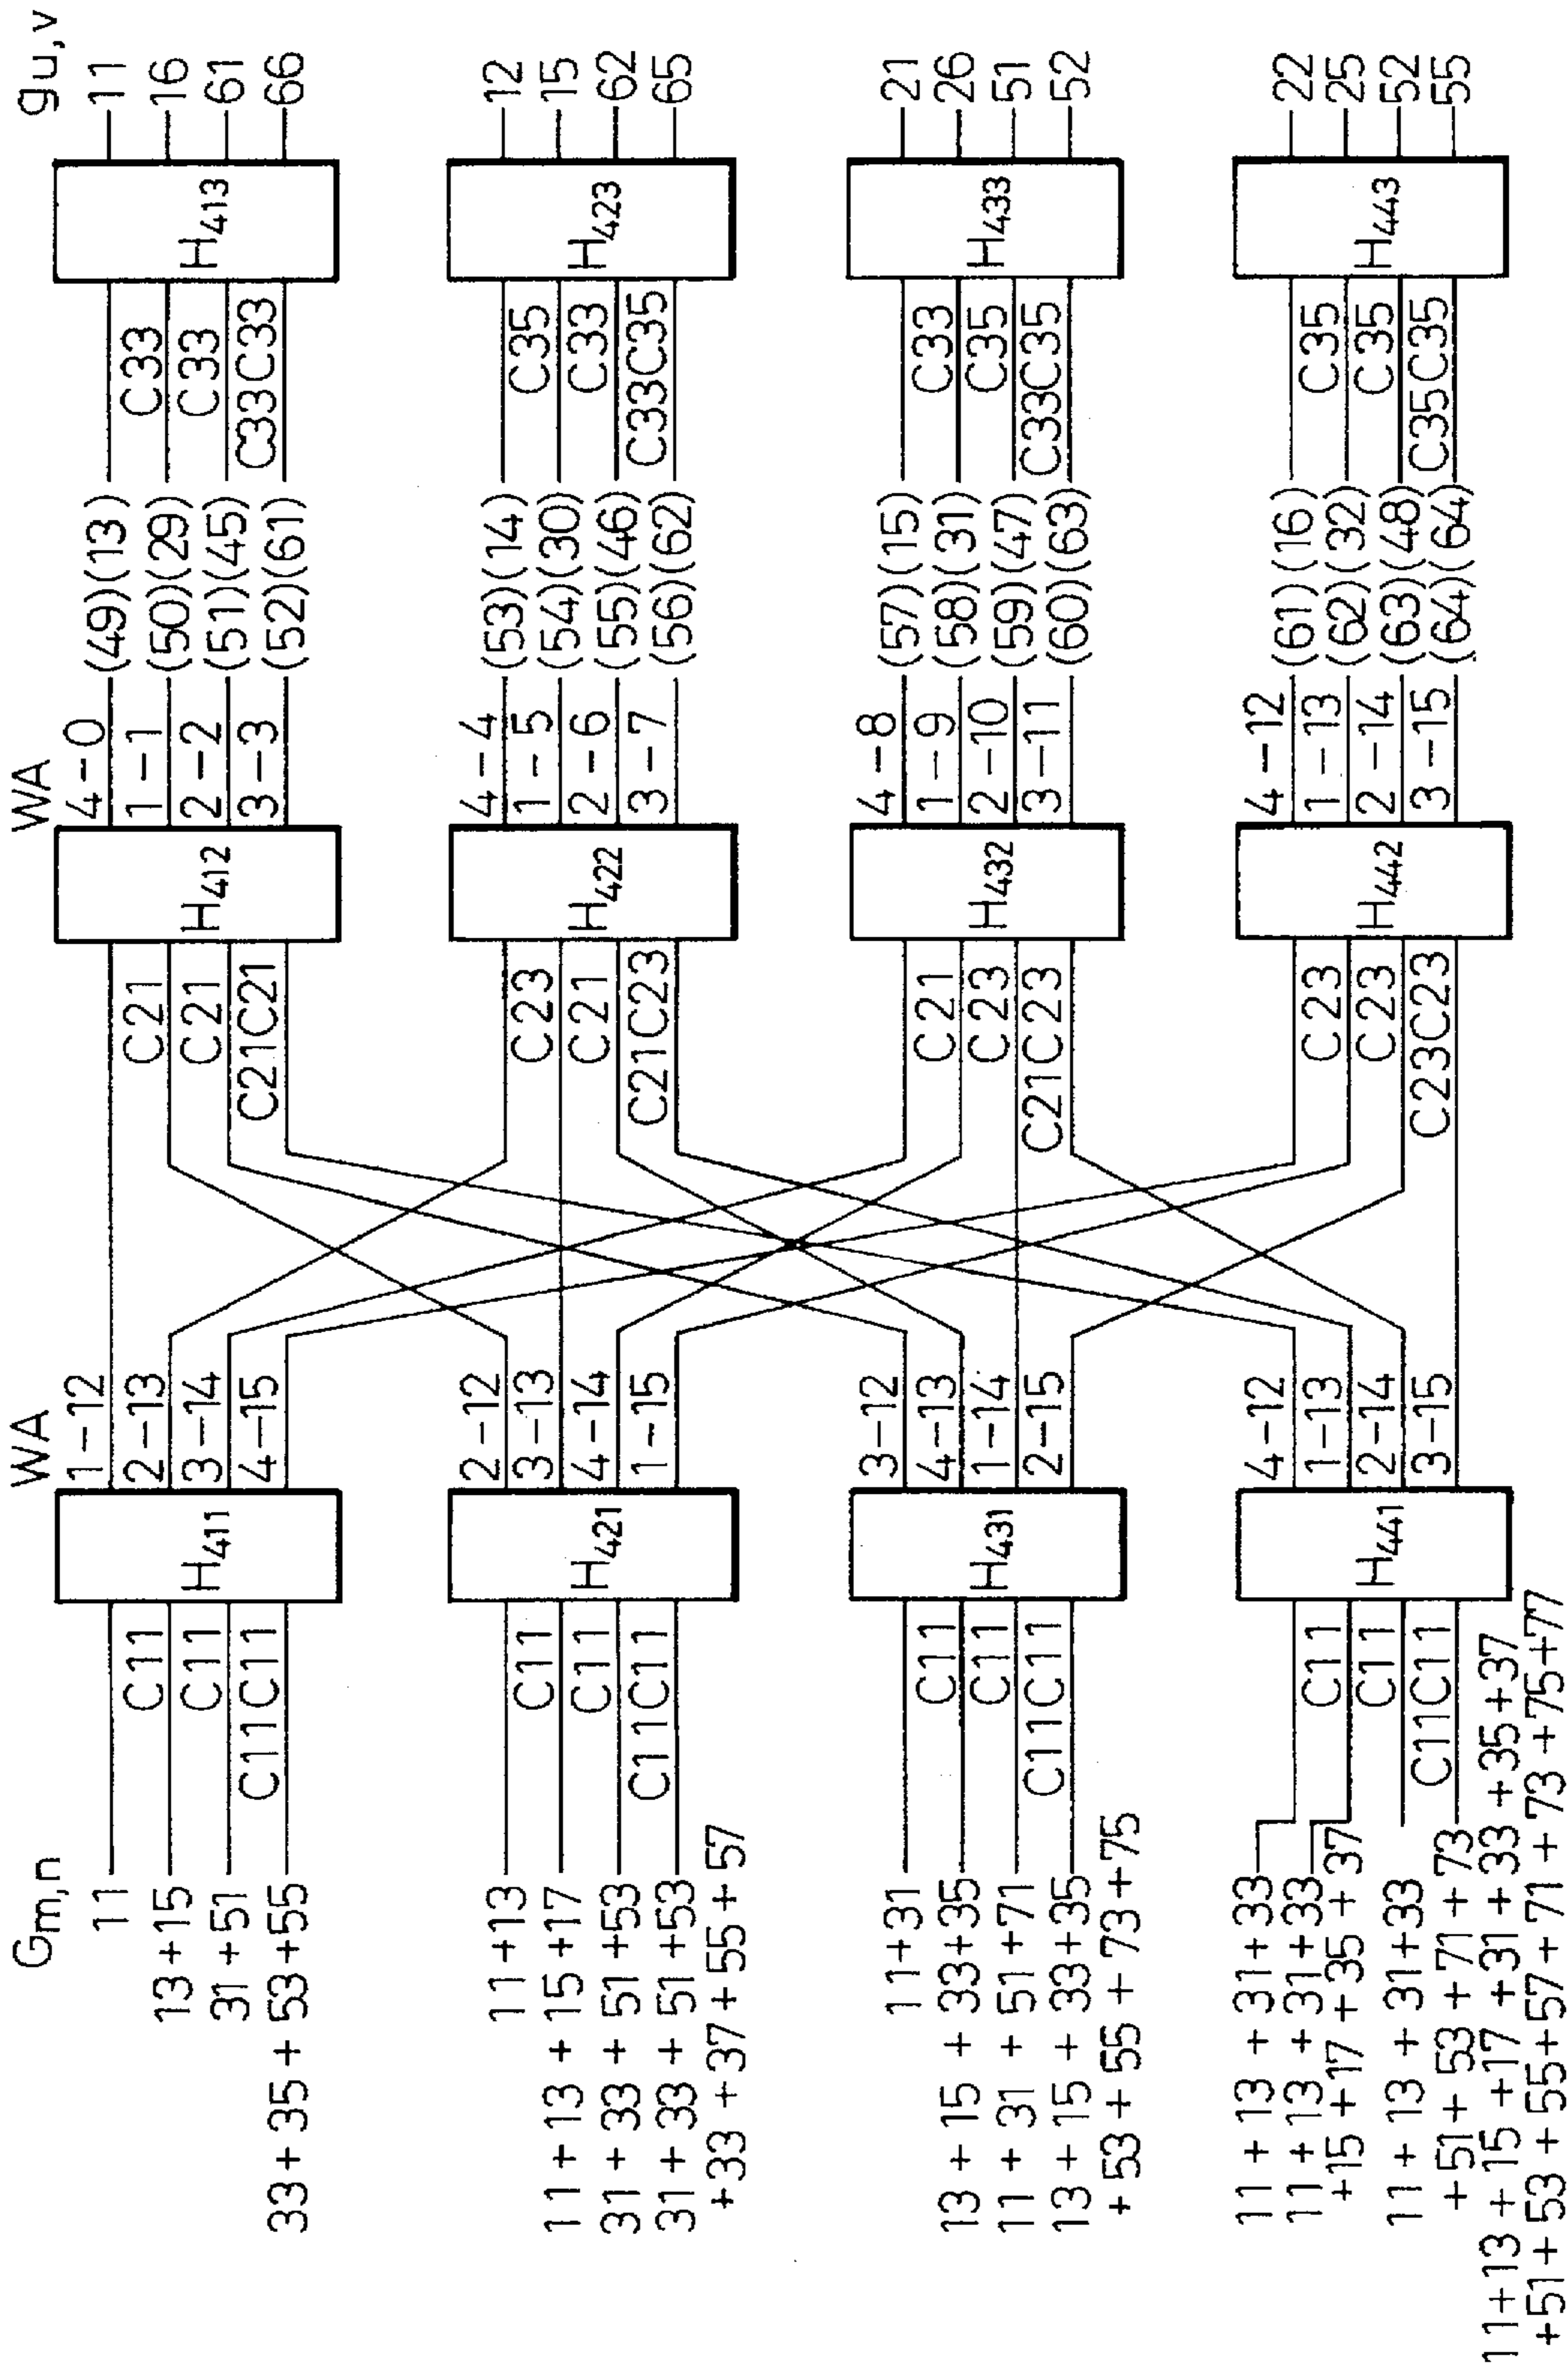 Gm,n
WA
WA
gu,v
11
13+15
31+51
33+35+53+55
C11
C11
C11C11
H411
1-12
2-13
3-14
4-15
C21
C21
C21C21
H412
4-0
1-1
2-2
3-3
(49)(13)
(50)(29)
(51)(45)
(52)(61)
C33
C33
C33C33
H413
11
16
61
66
11+13
11+13+15+17
31+33+51+53
31+33+51+53
+33+37+55+57
C11
C11
C11C11
H421
2-12
3-13
4-14
1-15
C23
C21
C21C23
H422
4-4
1-5
2-6
3-7
(53)(14)
(54)(30)
(55)(46)
(56)(62)
C35
C33
C33C35
H423
12
15
62
65
11+31
13+15+33+35
11+31+51+71
13+15+33+35
+53+55+73+75
C11
C11
C11C11
H431
3-12
4-13
1-14
2-15
C21
C23
C21C23
H432
4-8
1-9
2-10
3-11
(57)(15)
(58)(31)
(59)(47)
(60)(63)
C33
C35
C33C35
H433
21
26
51
52
11+13+31+33
11+13+31+33
+15+17+35+37
11+13+31+33
+51+53+71+73
11+13+15+17+31+33+35+37
+51+53+55+57+71+73+75+77
C11
C11
C11C11
H441
4-12
1-13
2-14
3-15
C23
C23
C23C23
H442
4-12
1-13
2-14
3-15
(61)(16)
(62)(32)
(63)(48)
(64)(64)
C35
C35
C35C35
H443
22
25
52
55